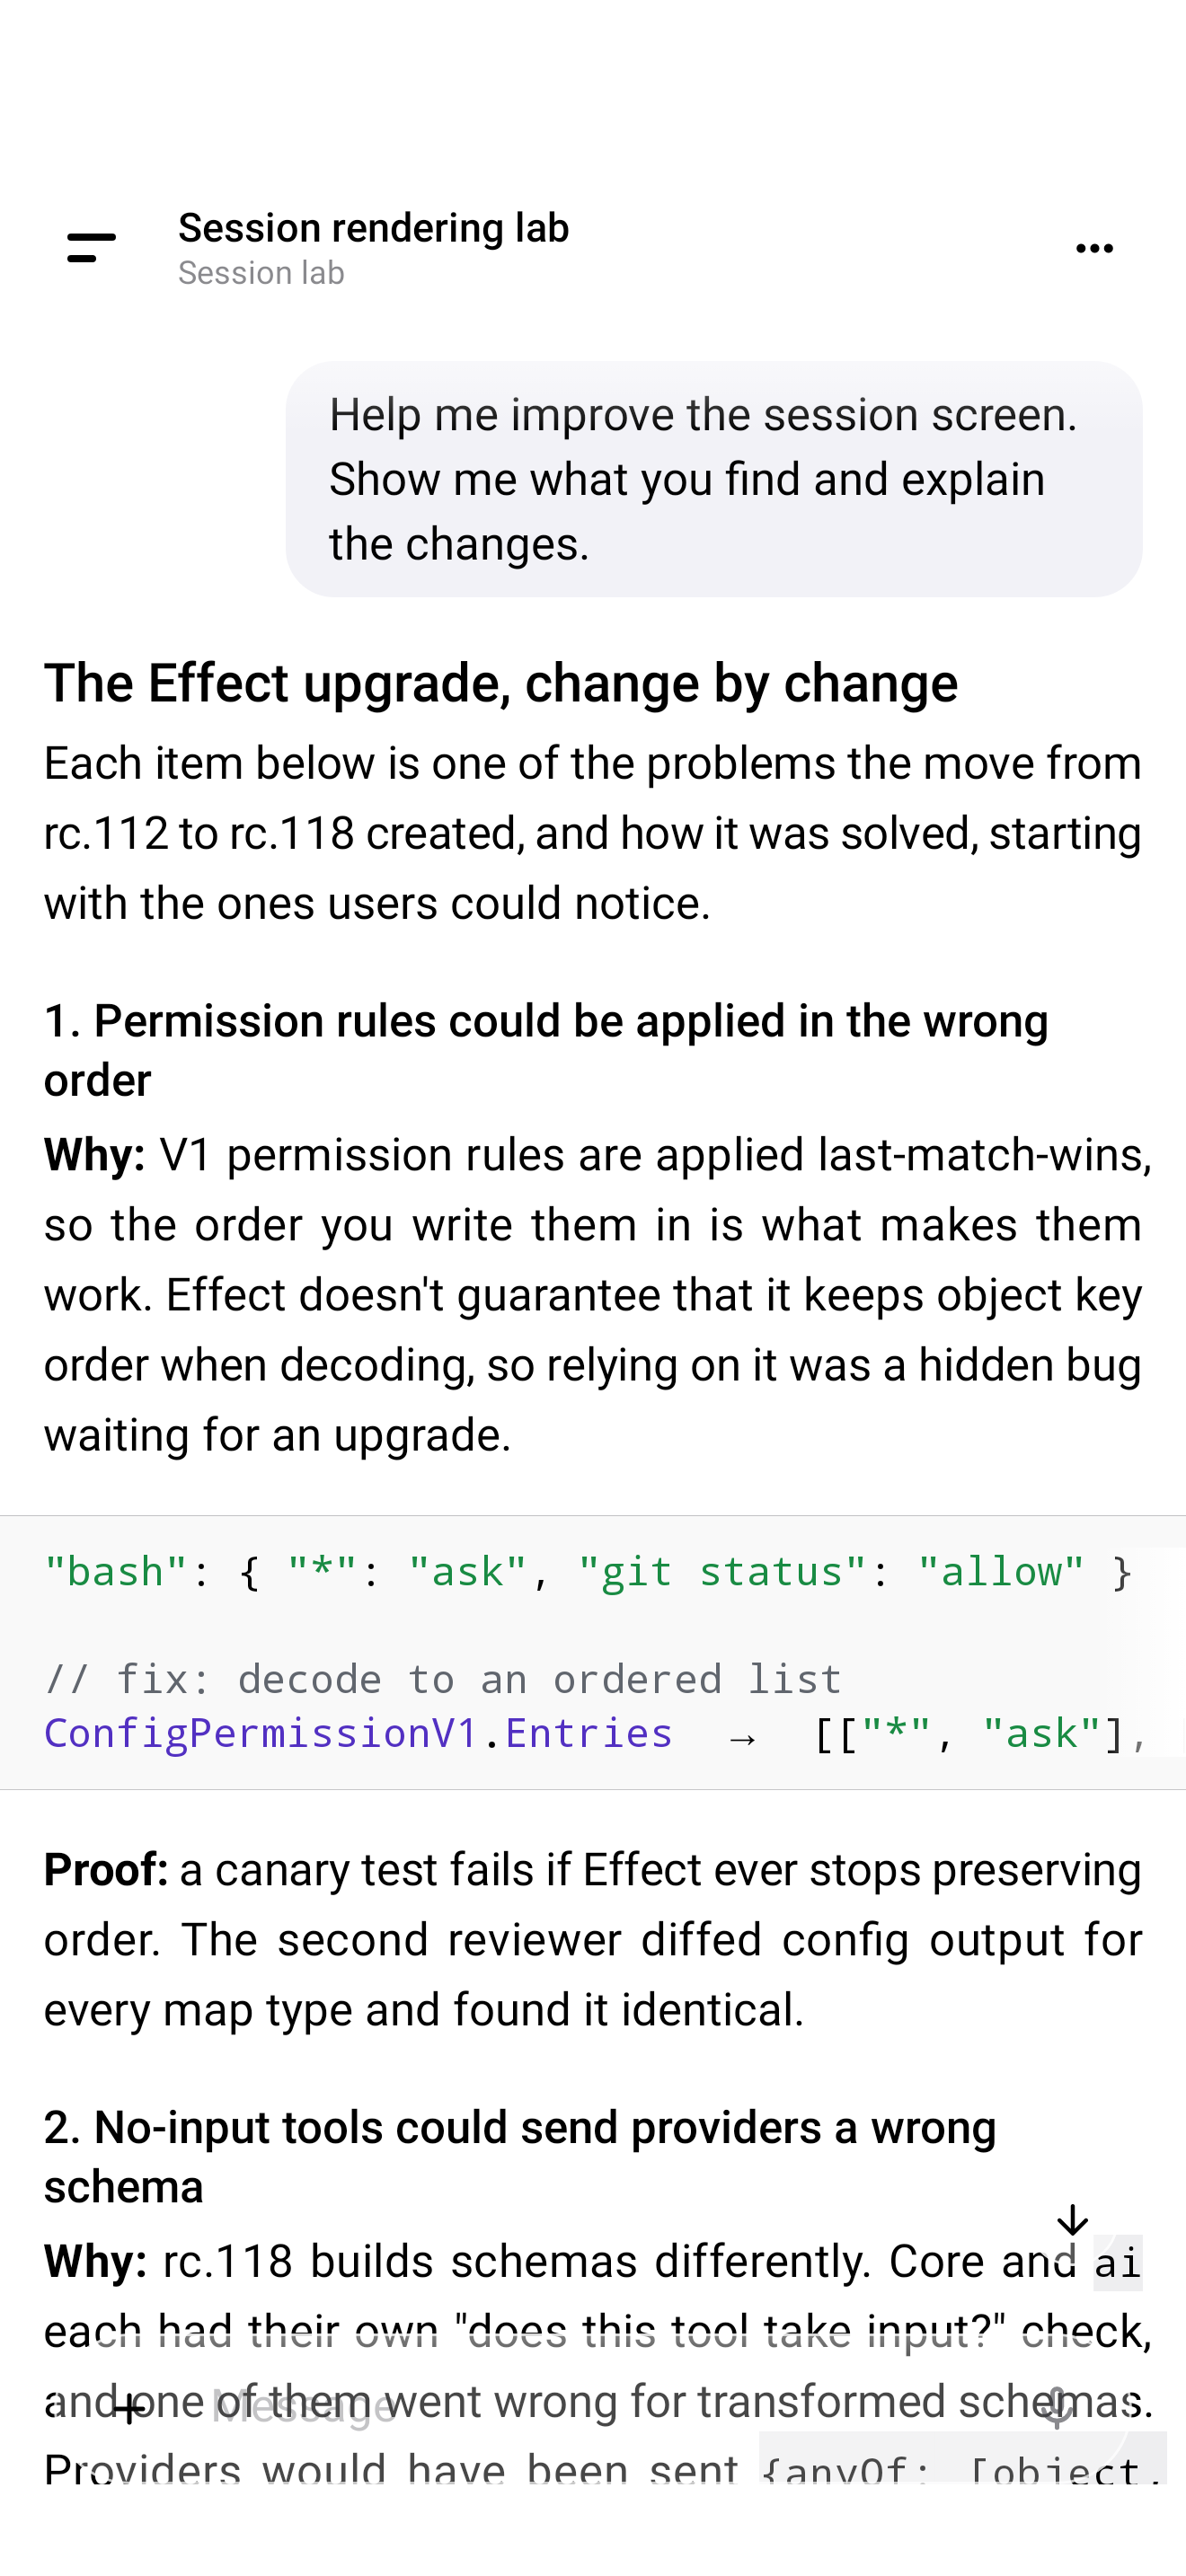 Session rendering lab
Session lab
Help me improve the session screen.
Show me what you find and explain
the changes.
The Effect upgrade, change by change
Each item below is one of the problems the move from
rc.112 to rc.118 created, and how it was solved, starting
with the ones users could notice.
1. Permission rules could be applied in the wrong
order
Why: V1 permission rules are applied last-match-wins,
so the order you write them in is what makes them
work. Effect doesn't guarantee that it keeps object key
order when decoding, so relying on it was a hidden bug
waiting for an upgrade.
"bash": { "*": "ask", "git status": "allow" }
// fix: decode to an ordered list
ConfigPermissionV1.Entries → [["*", "ask"],
Proof: a canary test fails if Effect ever stops preserving
order. The second reviewer diffed config output for
every map type and found it identical.
2. No-input tools could send providers a wrong
schema
Why: rc.118 builds schemas differently. Core and ai
each had their own "does this tool take input?" check,
and one of them went wrong for transformed schemas.
Message
Providers would have been sent {anyOf: [object,